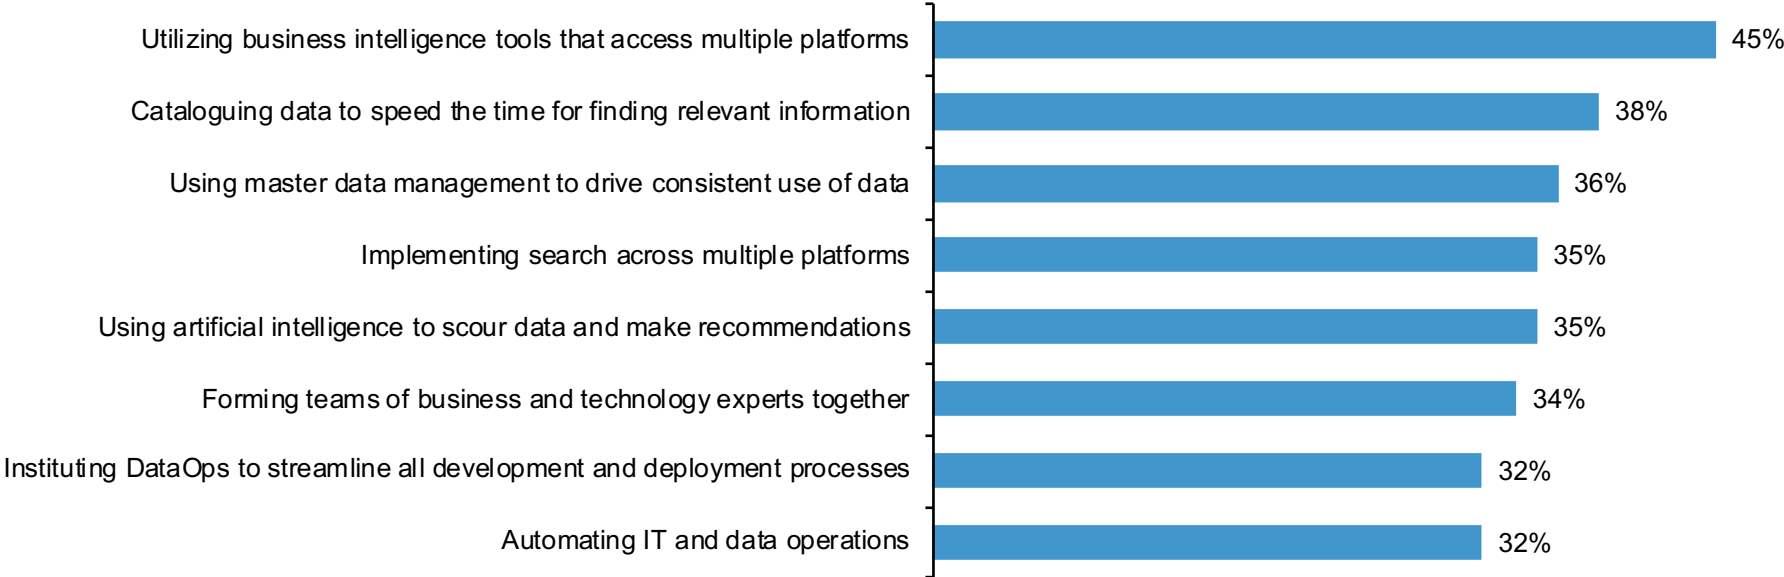 Utilizing business intelligence tools that access multiple platforms 45%
Cataloguing data to speed the time for finding relevant information 38%
Using master data management to drive consistent use of data 36%
Implementing search across multiple platforms 35%
Using artificial intelligence to scour data and make recommendations 35%
Forming teams of business and technology experts together 34%
Instituting DataOps to streamline all development and deployment processes 32%
Automating IT and data operations 32%